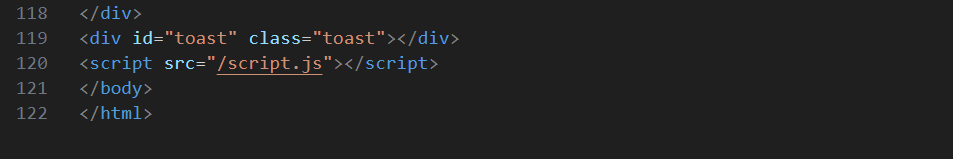 118 </div>
119 <div id="toast" class="toast"></div>
120 <script src="/script.js"></script>
121 </body>
122 </html>